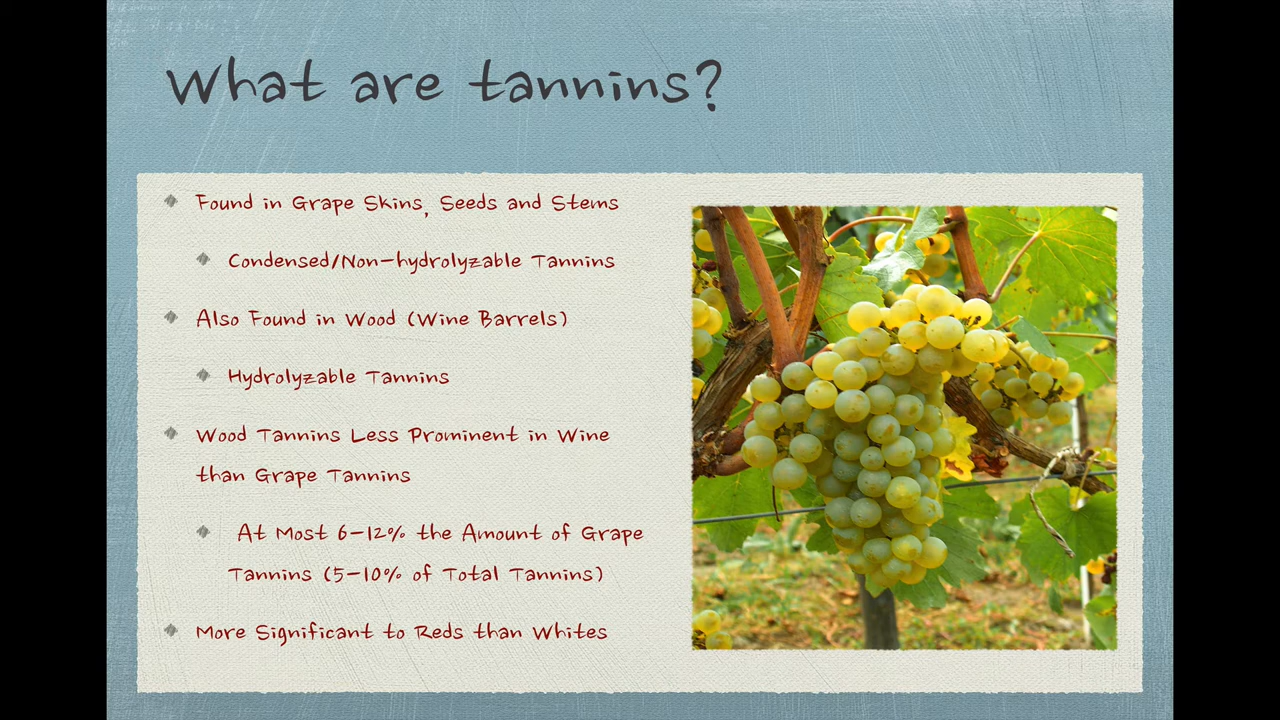 What are tannins?
Found in Grape Skins, Seeds and Stems
Condensed/Non-hydrolyzable Tannins
Also Found in Wood (Wine Barrels)
Hydrolyzable Tannins
Wood Tannins Less Prominent in Wine
than Grape Tannins
At Most 6-12% the Amount of Grape
Tannins (5-10% of Total Tannins)
More Significant to Reds than Whites